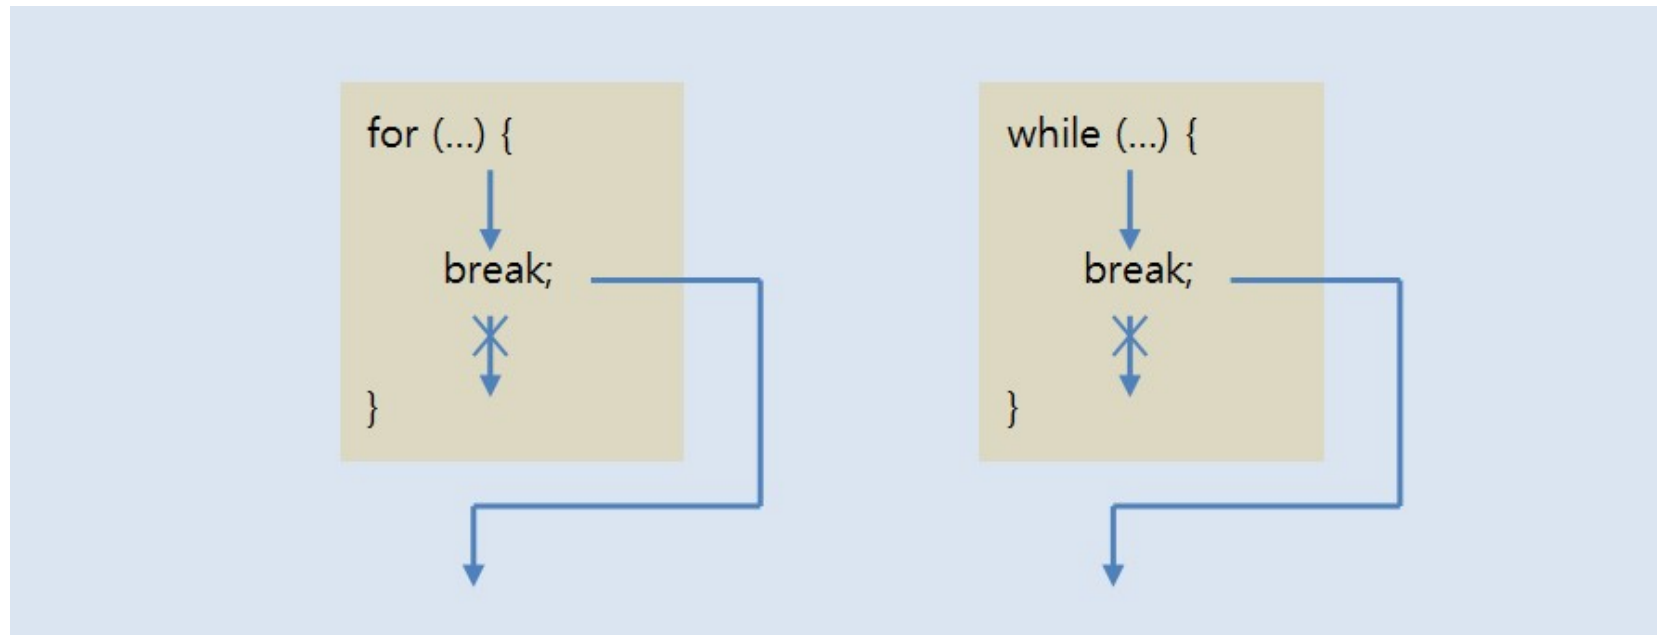 for (...) {
break;
}
while (...) {
break;
}